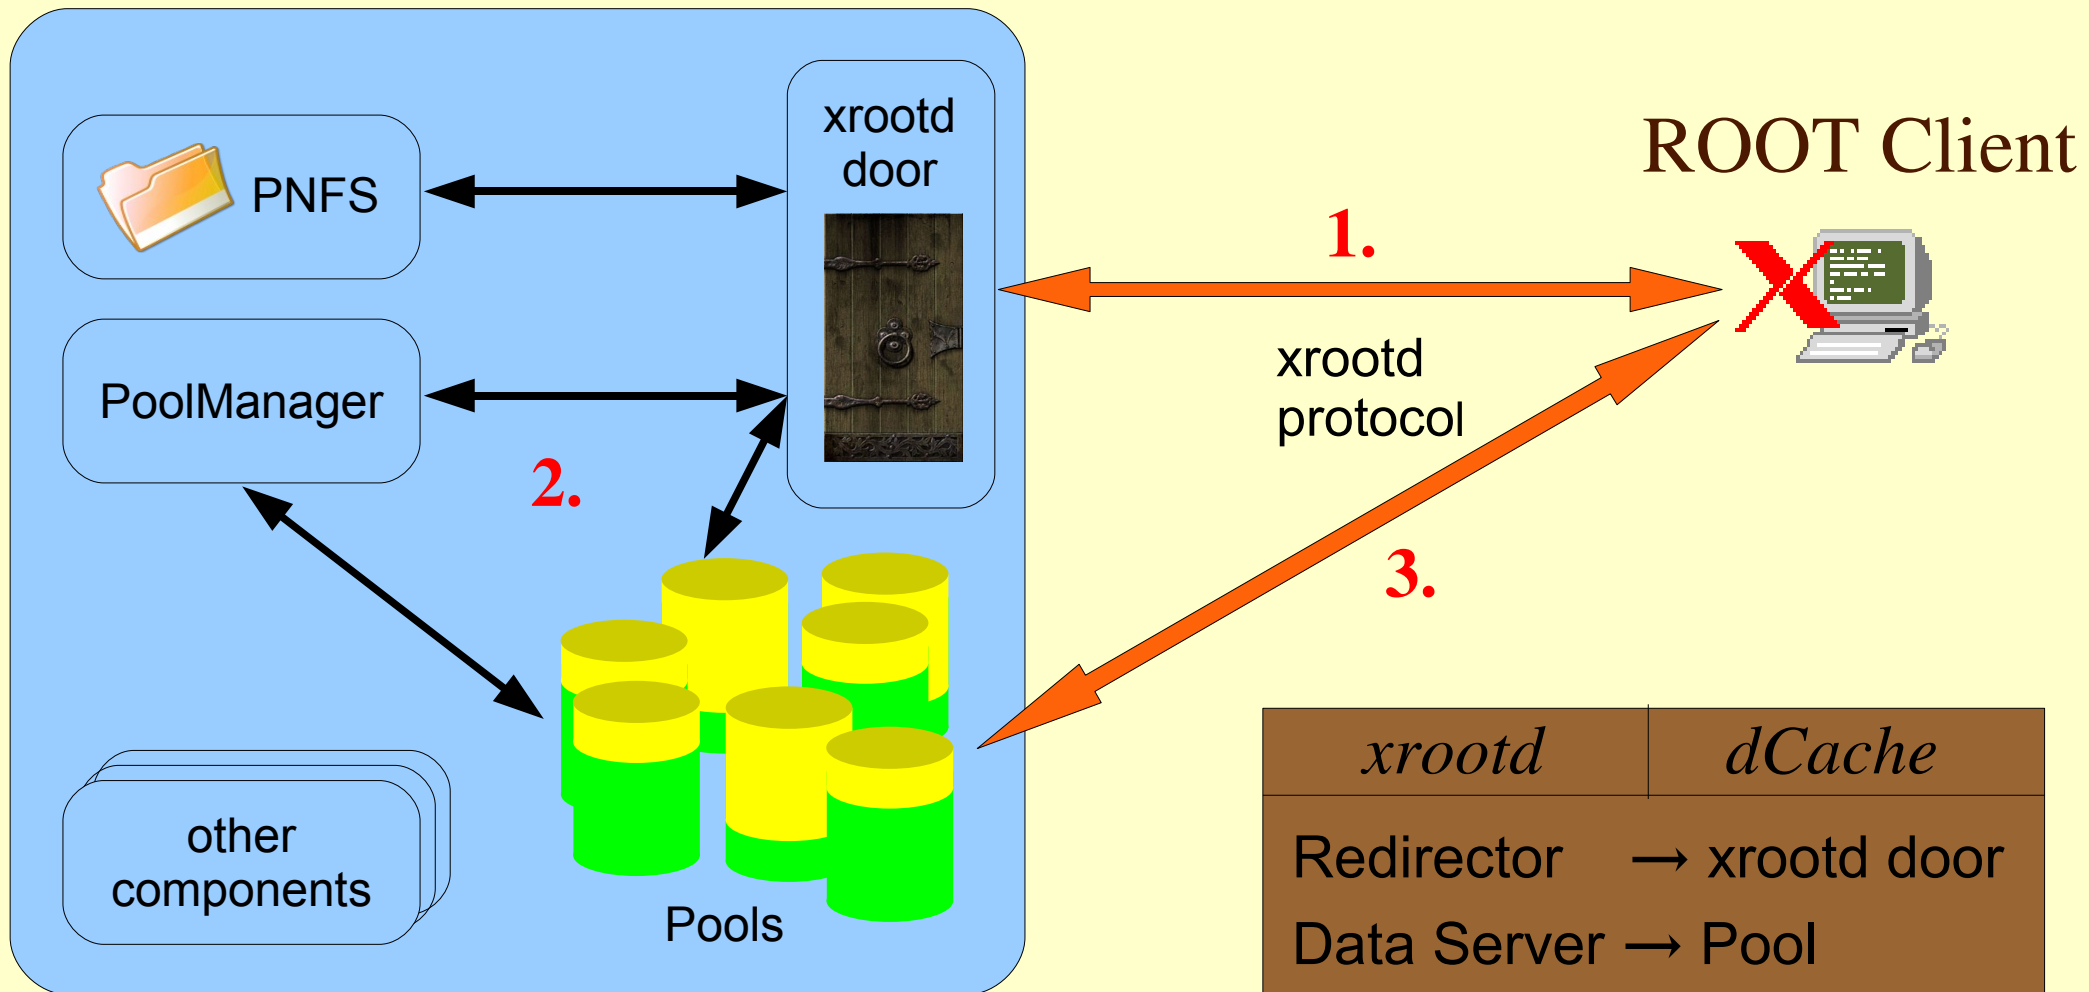 xrootd
door
PNFS
PoolManager
2.
other
components
Pools
ROOT Client
1.
xrootd
protocol
3.
xrootd dCache
Redirector → xrootd door
Data Server → Pool